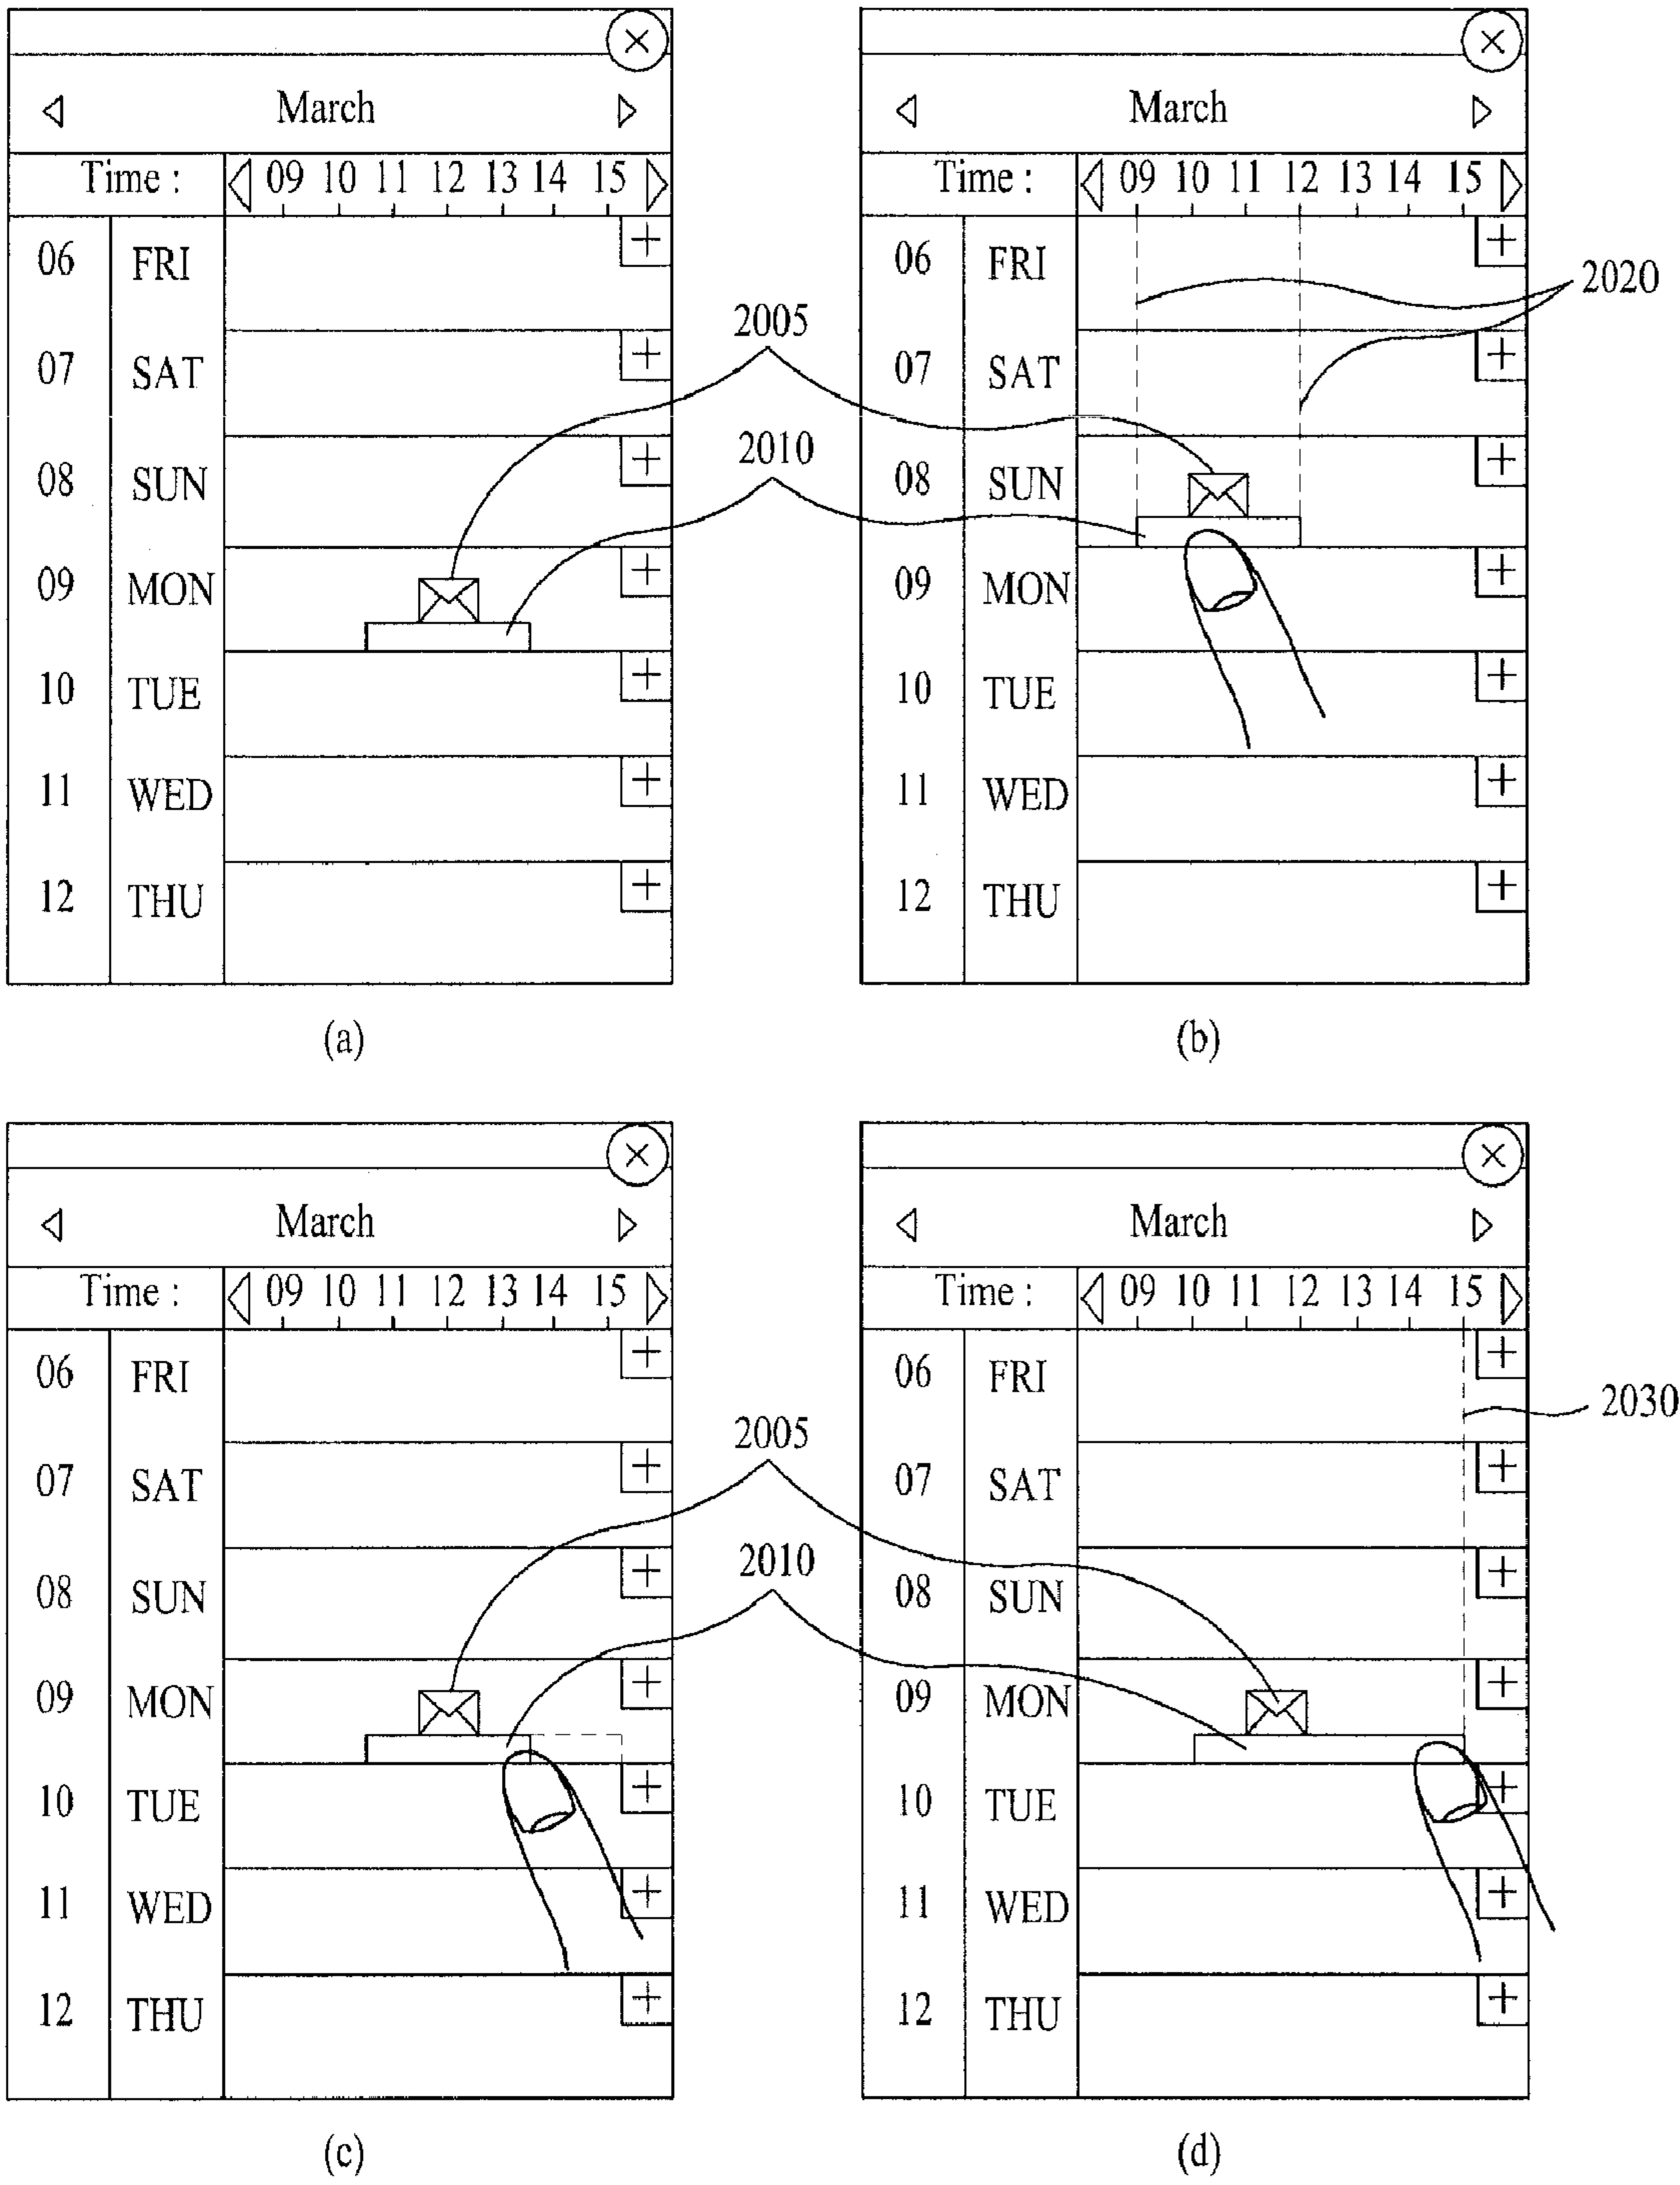 March
Time : 09 10 11 12 13 14 15
06 FRI
07 SAT
08 SUN
09 MON
10 TUE
11 WED
12 THU
(a)
2005
2010
March
Time : 09 10 11 12 13 14 15
06 FRI
07 SAT
08 SUN
09 MON
10 TUE
11 WED
12 THU
2020
(b)
March
Time : 09 10 11 12 13 14 15
06 FRI
07 SAT
08 SUN
09 MON
10 TUE
11 WED
12 THU
(c)
2005
2010
March
Time : 09 10 11 12 13 14 15
06 FRI
07 SAT
08 SUN
09 MON
10 TUE
11 WED
12 THU
2030
(d)